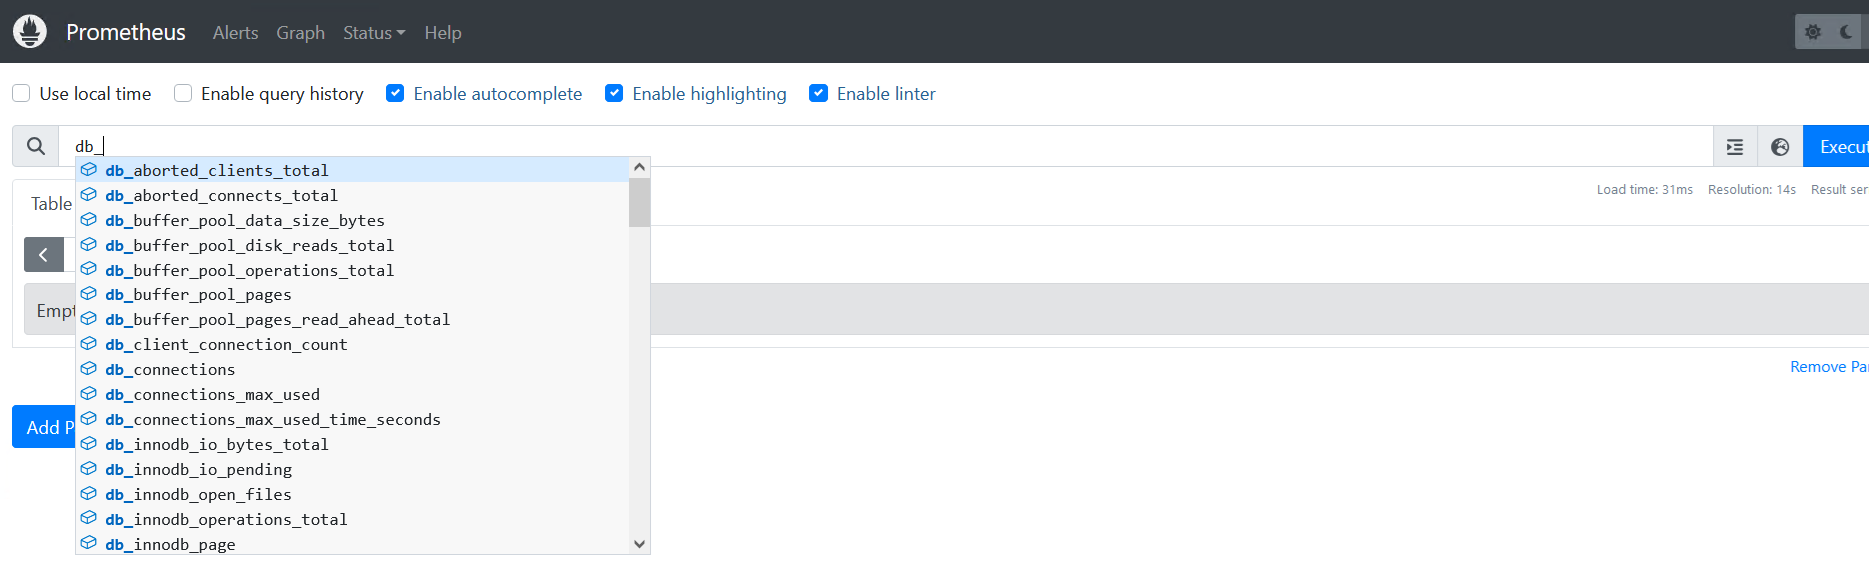 Prometheus Alerts Graph Status Help
Use local time Enable query history Enable autocomplete Enable highlighting Enable linter
db_
db_aborted_clients_total
db_aborted_connects_total
db_buffer_pool_data_size_bytes
db_buffer_pool_disk_reads_total
db_buffer_pool_operations_total
db_buffer_pool_pages
db_buffer_pool_pages_read_ahead_total
db_client_connection_count
db_connections
db_connections_max_used
db_connections_max_used_time_seconds
db_innodb_io_bytes_total
db_innodb_io_pending
db_innodb_open_files
db_innodb_operations_total
db_innodb_page
Execut
Load time: 31ms Resolution: 14s Result ser
Table
Empt
Remove Pa
Add P